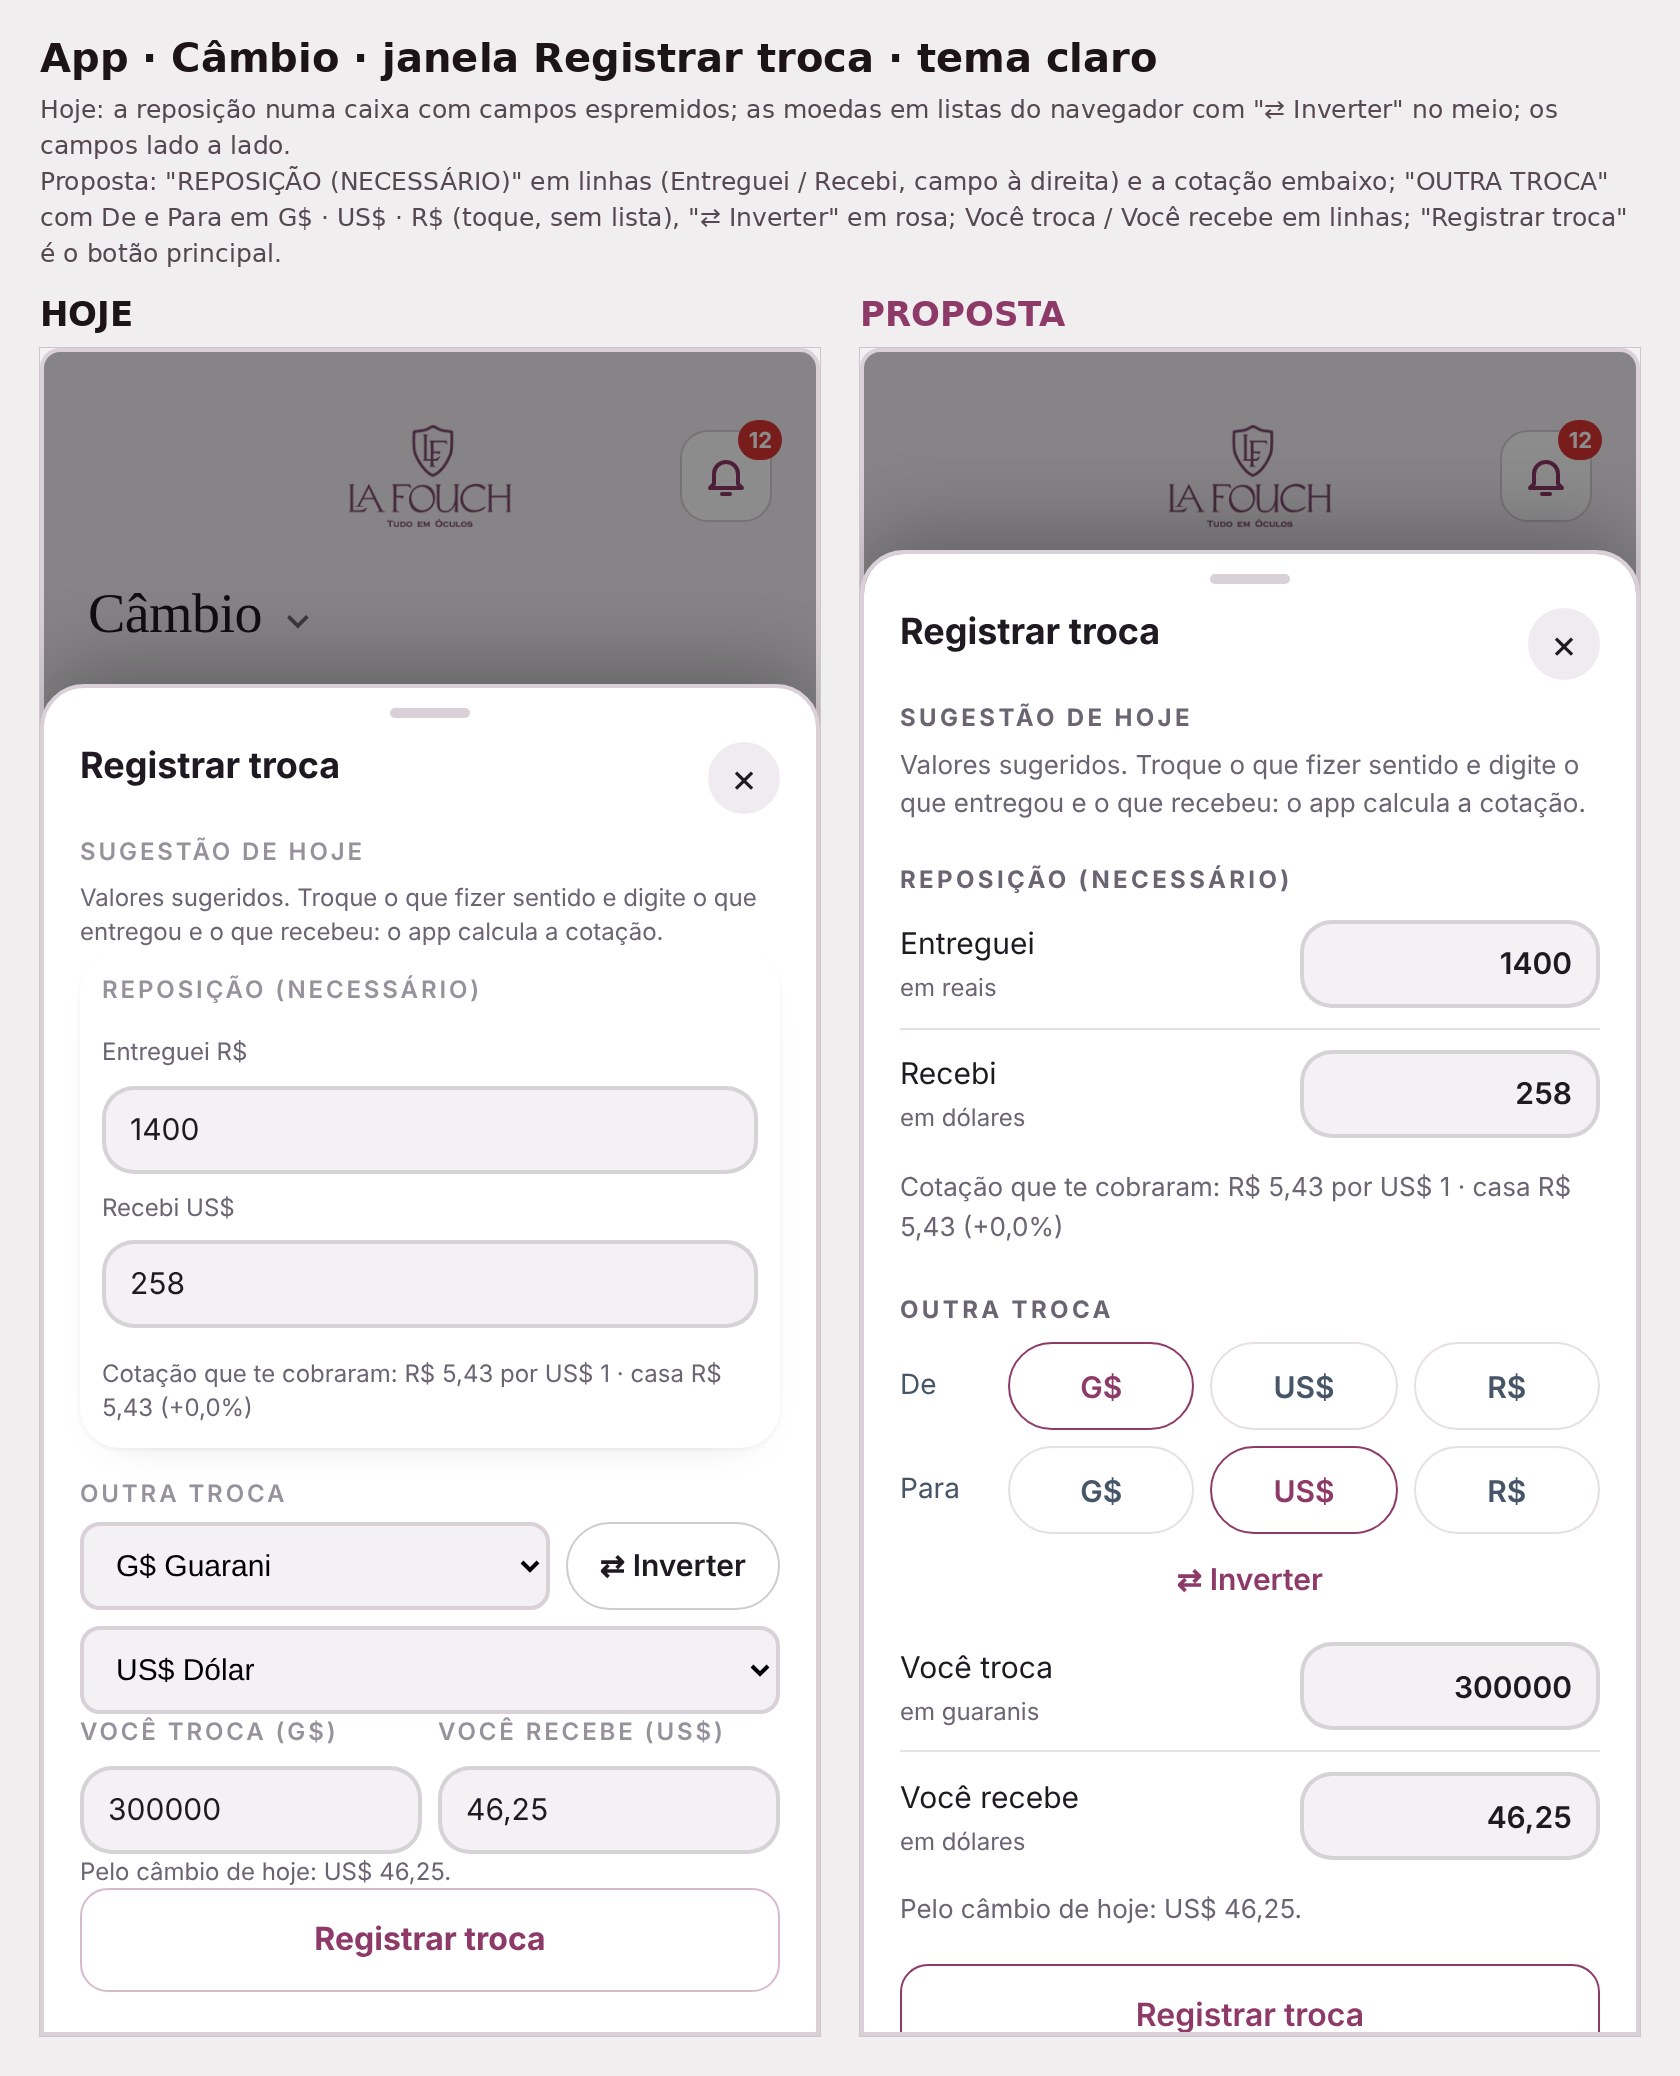 App · Câmbio · janela Registrar troca · tema claro
Hoje: a reposição numa caixa com campos espremidos; as moedas em listas do navegador com "⇄ Inverter" no meio; os
campos lado a lado.
Proposta: "REPOSIÇÃO (NECESSÁRIO)" em linhas (Entreguei / Recebi, campo à direita) e a cotação embaixo; "OUTRA TROCA"
com De e Para em G$ · US$ · R$ (toque, sem lista), "⇄ Inverter" em rosa; Você troca / Você recebe em linhas; "Registrar troca"
é o botão principal.
HOJE
LF
LA FOUCH
TUDO EM ÓCULOS
12
Câmbio
Registrar troca
×
SUGESTÃO DE HOJE
Valores sugeridos. Troque o que fizer sentido e digite o que
entregou e o que recebeu: o app calcula a cotação.
REPOSIÇÃO (NECESSÁRIO)
Entreguei R$
1400
Recebi US$
258
Cotação que te cobraram: R$ 5,43 por US$ 1 · casa R$
5,43 (+0,0%)
OUTRA TROCA
G$ Guarani
⇄ Inverter
US$ Dólar
VOCÊ TROCA (G$)
VOCÊ RECEBE (US$)
300000
46,25
Pelo câmbio de hoje: US$ 46,25.
Registrar troca
PROPOSTA
LF
LA FOUCH
TUDO EM ÓCULOS
12
Registrar troca
×
SUGESTÃO DE HOJE
Valores sugeridos. Troque o que fizer sentido e digite o
que entregou e o que recebeu: o app calcula a cotação.
REPOSIÇÃO (NECESSÁRIO)
Entreguei
em reais
1400
Recebi
em dólares
258
Cotação que te cobraram: R$ 5,43 por US$ 1 · casa R$
5,43 (+0,0%)
OUTRA TROCA
De G$ US$ R$
Para G$ US$ R$
⇄ Inverter
Você troca
em guaranis
300000
Você recebe
em dólares
46,25
Pelo câmbio de hoje: US$ 46,25.
Registrar troca